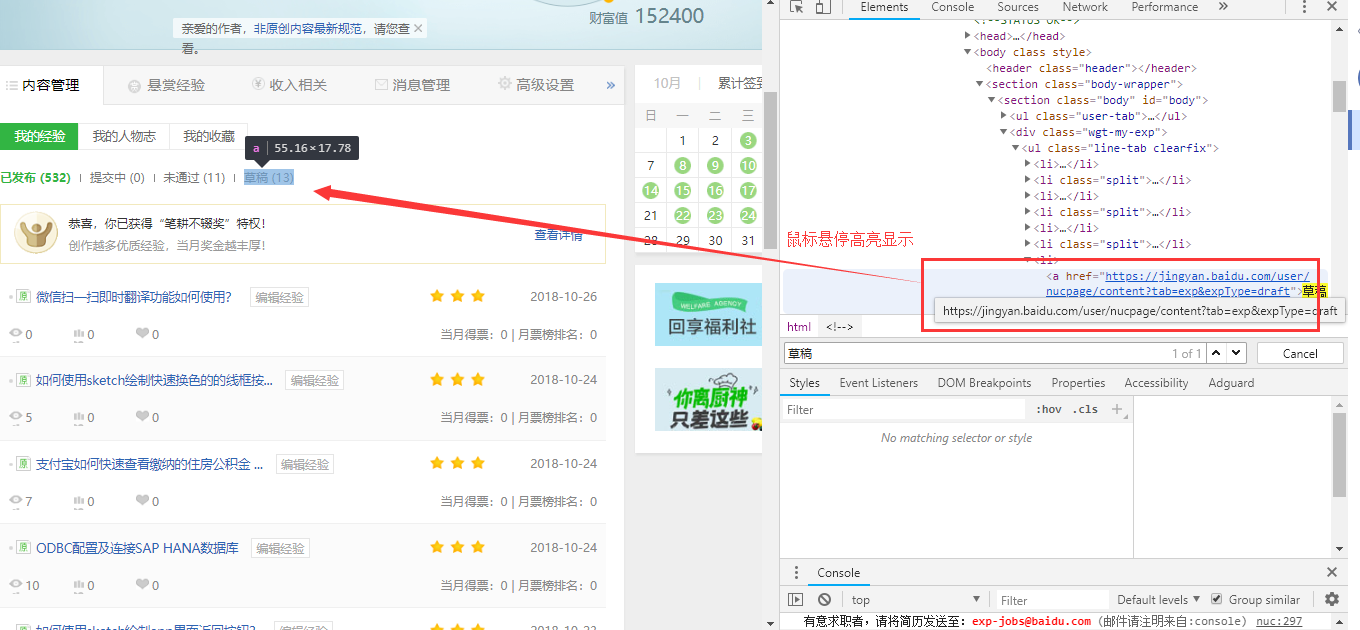 财富值 152400
亲爱的作者，非原创内容最新规范，请您查
看。
内容管理 悬赏经验 收入相关 消息管理 高级设置 »
我的经验 我的人物志 我的收藏
a 55.16×17.78
已发布 (532) 提交中 (0) 未通过 (11) 草稿 (13)
恭喜，你已获得“笔耕不辍奖”特权！
创作越多优质经验，当月奖金越丰厚！
查看详情
原 微信扫一扫即时翻译功能如何使用? 编辑经验 2018-10-26
0 0 0 当月得票：0 | 月票榜排名：0
原 如何使用sketch绘制快速换色的的线框按... 编辑经验 2018-10-24
5 0 0 当月得票：0 | 月票榜排名：0
原 支付宝如何快速查看缴纳的住房公积金 ... 编辑经验 2018-10-24
7 0 0 当月得票：0 | 月票榜排名：0
原 ODBC配置及连接SAP HANA数据库 编辑经验 2018-10-24
10 0 0 当月得票：0 | 月票榜排名：0
10月 累计签到
日 一 二 三
1 2 3
7 8 9 10
14 15 16 17
21 22 23 24
28 29 30 31
WELFARE AGENCY
回享福利社
你离厨神
只差这些
鼠标悬停高亮显示
Elements Console Sources Network Performance »
<!--STATUS OK-->
<head>…</head>
<body class style>
<header class="header"></header>
<section class="body-wrapper">
<section class="body" id="body">
<ul class="user-tab">…</ul>
<div class="wgt-my-exp">
<ul class="line-tab clearfix">
<li>…</li>
<li class="split">…</li>
<li>…</li>
<li class="split">…</li>
<li>…</li>
<li class="split">…</li>
<li>
<a href="https://jingyan.baidu.com/user/
nucpage/content?tab=exp&expType=draft">草稿
https://jingyan.baidu.com/user/nucpage/content?tab=exp&expType=draft
html <!-->
草稿 1 of 1 Cancel
Styles Event Listeners DOM Breakpoints Properties Accessibility Adguard
Filter :hov .cls +
No matching selector or style
Console
top Filter Default levels Group similar
有意求职者，请将简历发送至：exp-jobs@baidu.com（邮件请注明来自:console) nuc:297